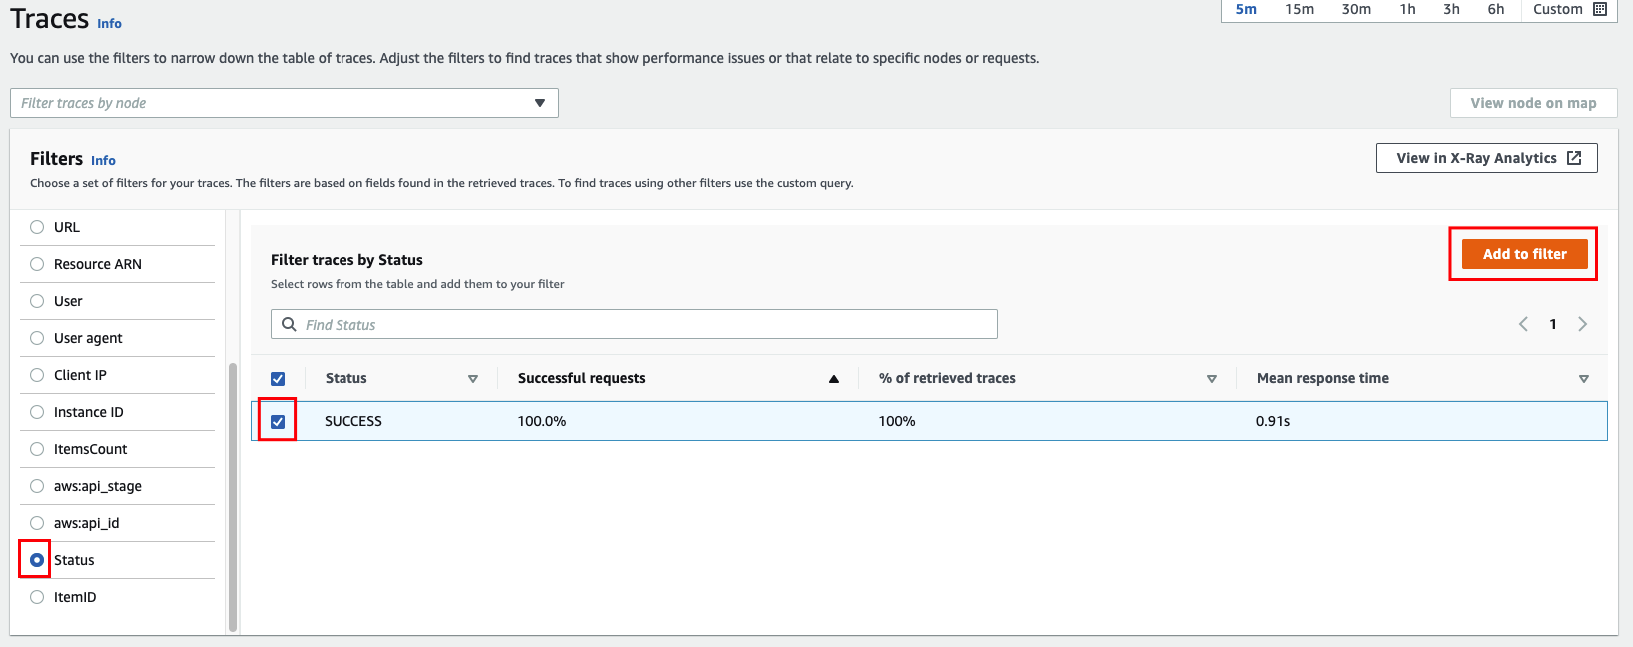 Traces Info
5m 15m 30m 1h 3h 6h Custom
You can use the filters to narrow down the table of traces. Adjust the filters to find traces that show performance issues or that relate to specific nodes or requests.
Filter traces by node
View node on map
Filters Info
View in X-Ray Analytics
Choose a set of filters for your traces. The filters are based on fields found in the retrieved traces. To find traces using other filters use the custom query.
URL
Resource ARN
User
User agent
Client IP
Instance ID
ItemsCount
aws:api_stage
aws:api_id
Status
ItemID
Filter traces by Status
Add to filter
Select rows from the table and add them to your filter
Find Status
1
Status Successful requests % of retrieved traces Mean response time
SUCCESS 100.0% 100% 0.91s